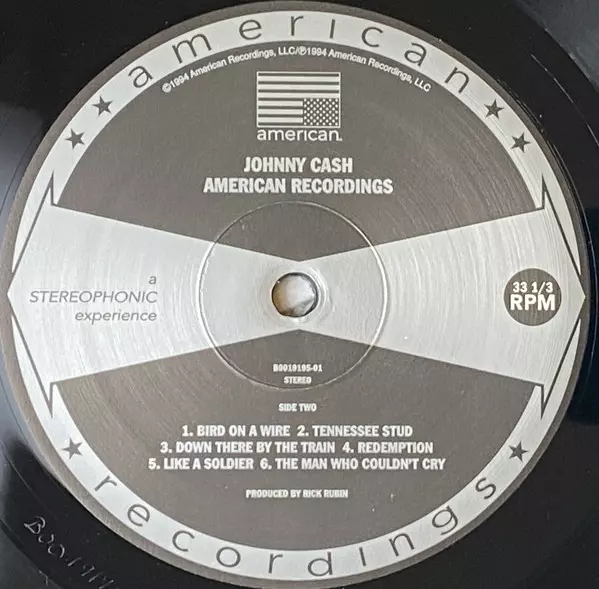 american
©1994 American Recordings, LLC/℗1994 American Recordings, LLC
american.
JOHNNY CASH
AMERICAN RECORDINGS
a
STEREOPHONIC
experience
33 1/3
RPM
B0019195-01
STEREO
SIDE TWO
1. BIRD ON A WIRE 2. TENNESSEE STUD
3. DOWN THERE BY THE TRAIN 4. REDEMPTION
5. LIKE A SOLDIER 6. THE MAN WHO COULDN'T CRY
PRODUCED BY RICK RUBIN
recordings